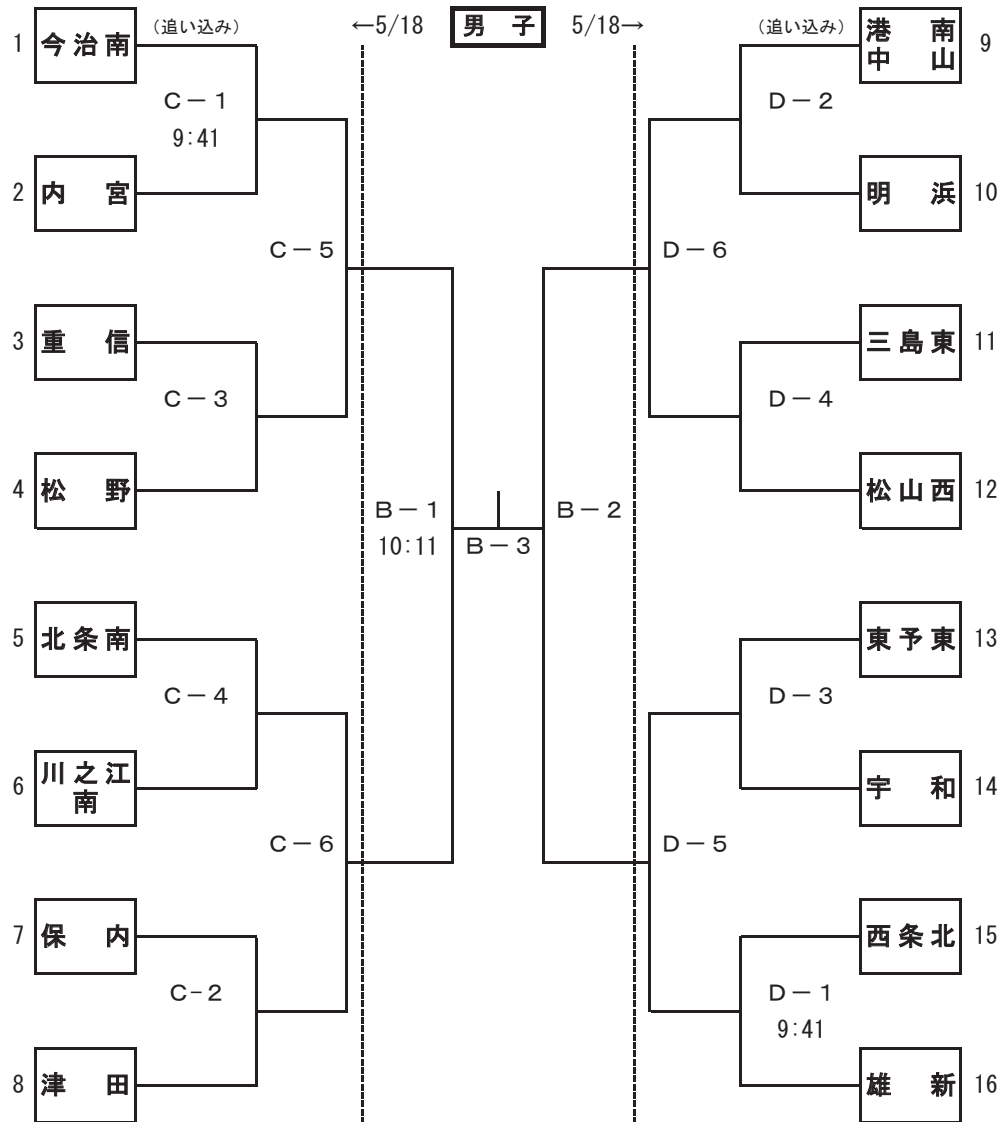 ←5/18 男 子 5/18→
1 今治南 (追い込み)
C－1
9:41
2 内 宮
C－5
3 重 信
C－3
4 松 野
B－1
10:11
5 北条南
C－4
6 川之江
南
C－6
7 保 内
C-2
8 津 田
B－3
(追い込み) 港 南
中 山 9
D－2
明 浜 10
D－6
三島東 11
D－4
松山西 12
B－2
東予東 13
D－3
宇 和 14
D－5
西条北 15
D－1
9:41
雄 新 16